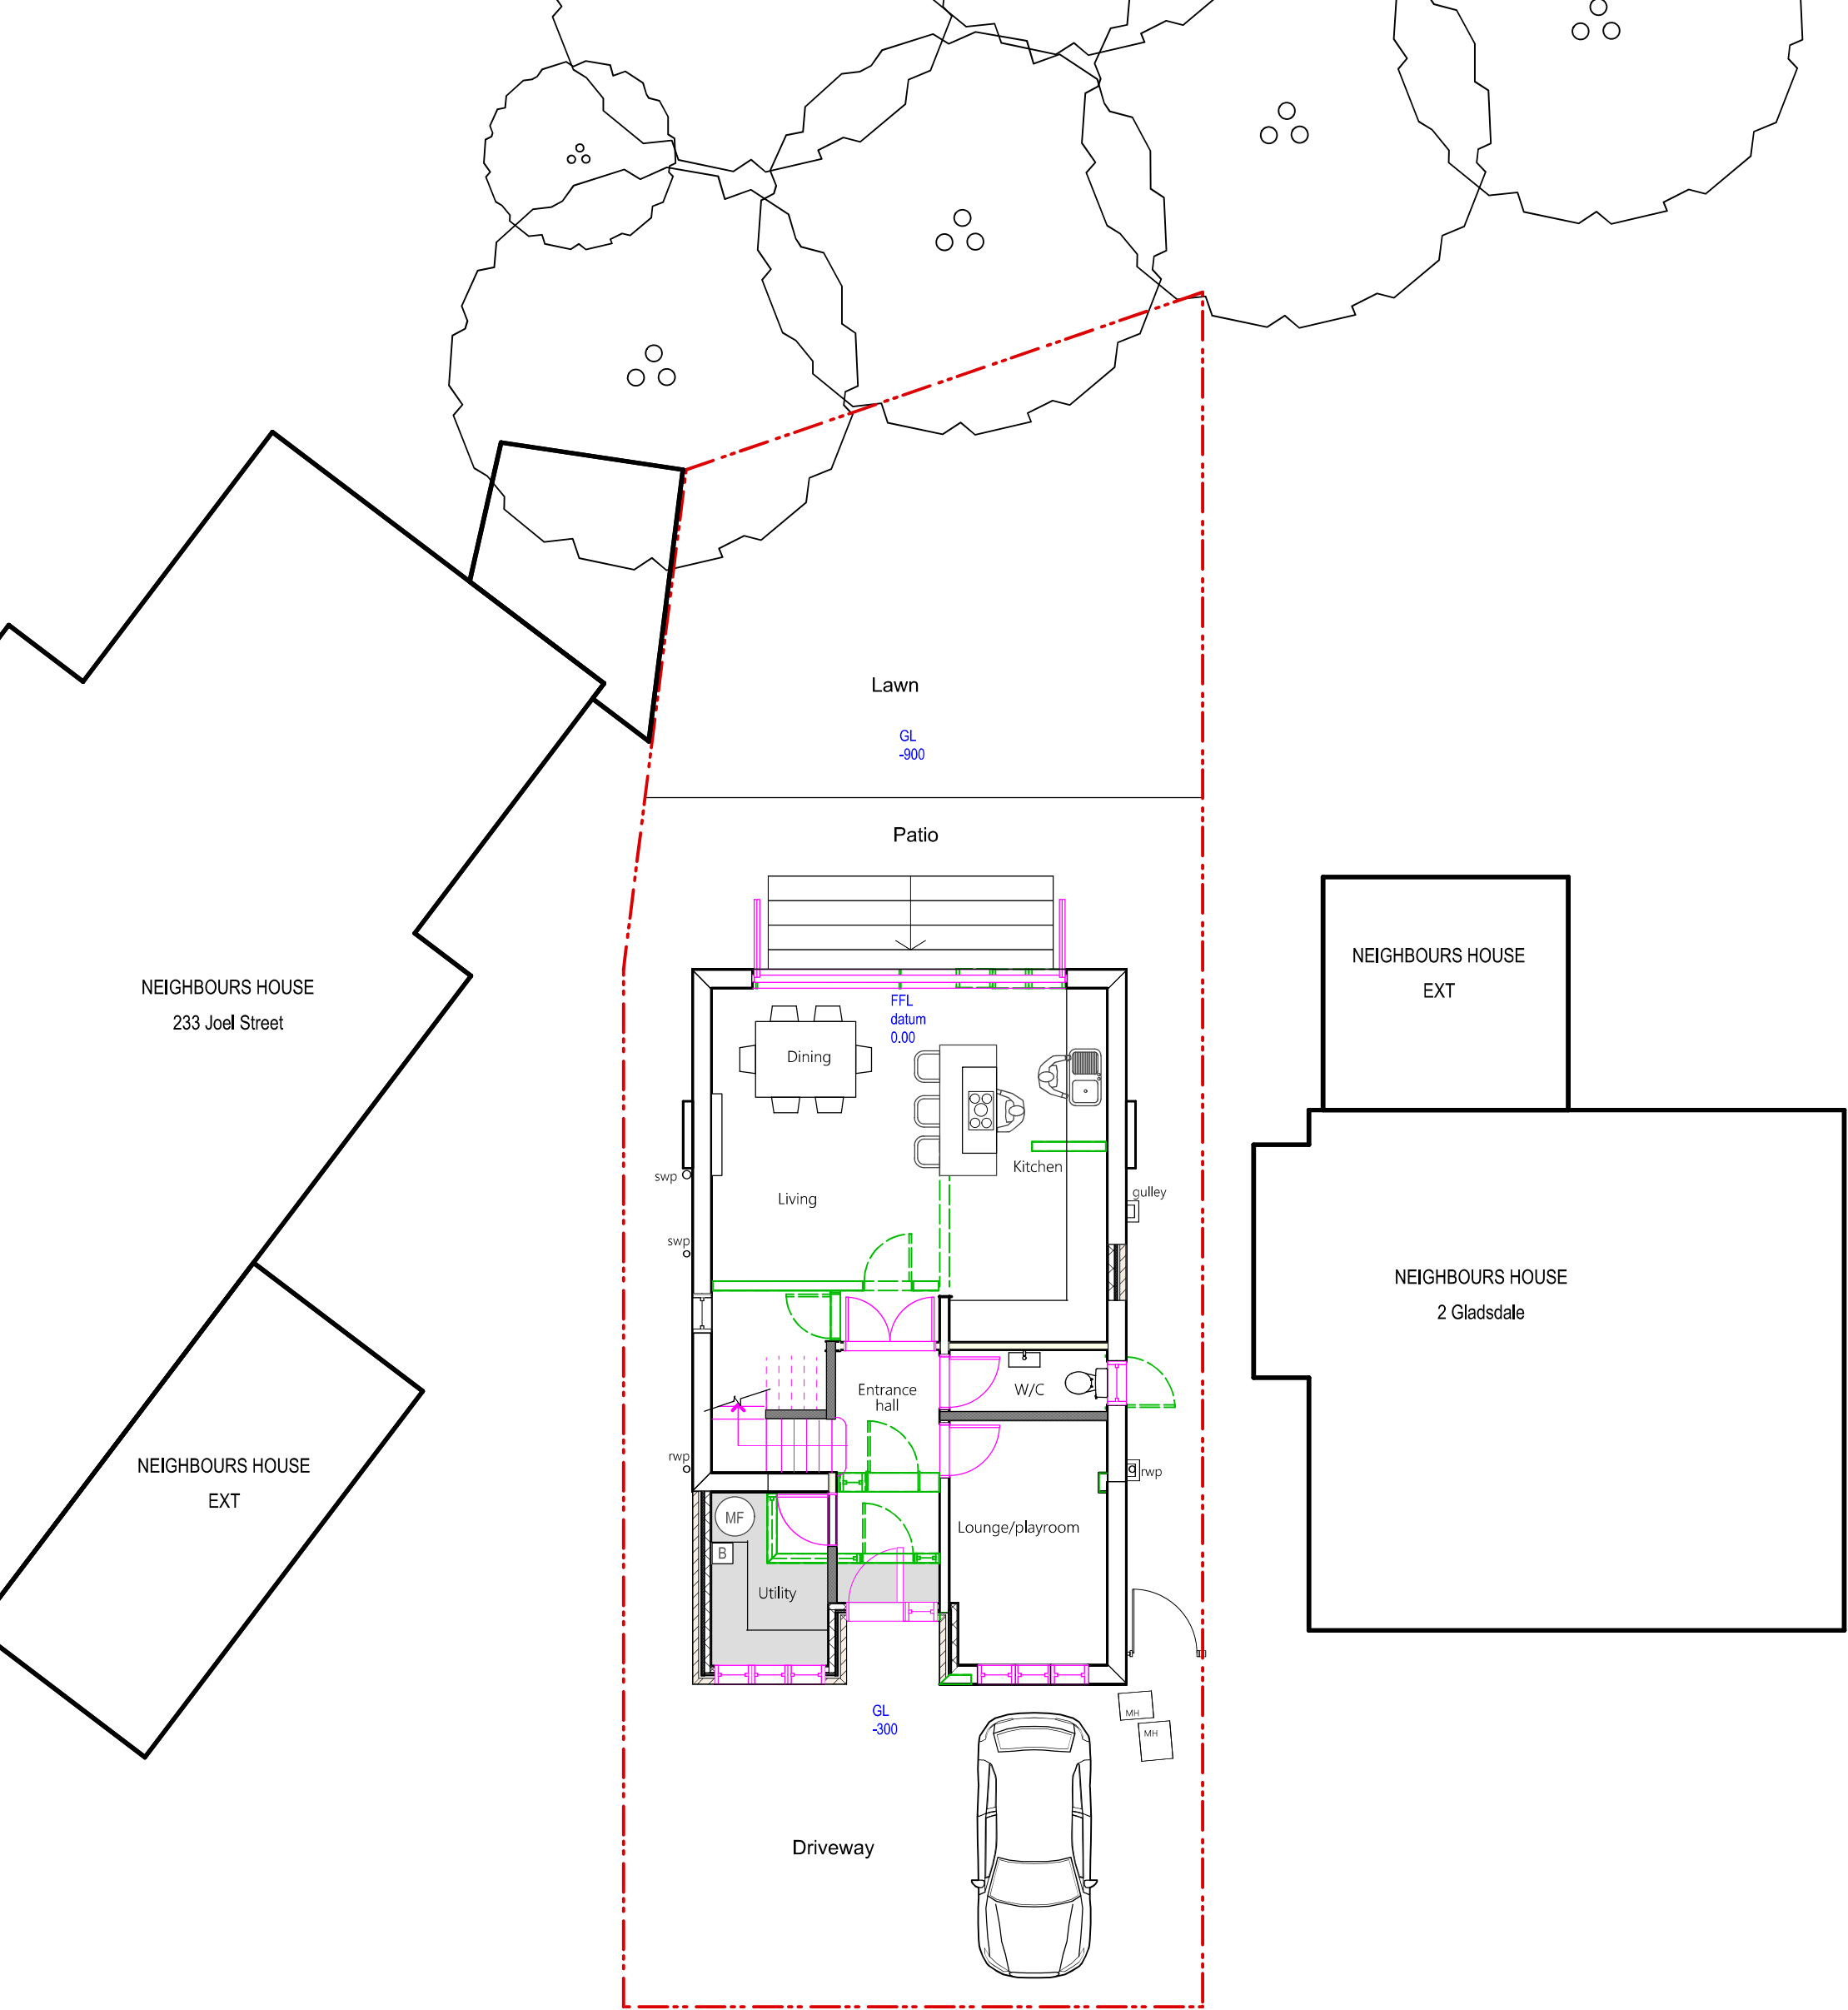 Lawn
GL
-900
Patio
NEIGHBOURS HOUSE
EXT
NEIGHBOURS HOUSE
233 Joel Street
FFL
datum
0.00
Dining
Kitchen
swp
Living
gulley
swp
NEIGHBOURS HOUSE
2 Gladsdale
Entrance
hall
W/C
NEIGHBOURS HOUSE
EXT
rwp
rwp
MF
Lounge/playroom
B
Utility
GL
-300
MH
MH
Driveway